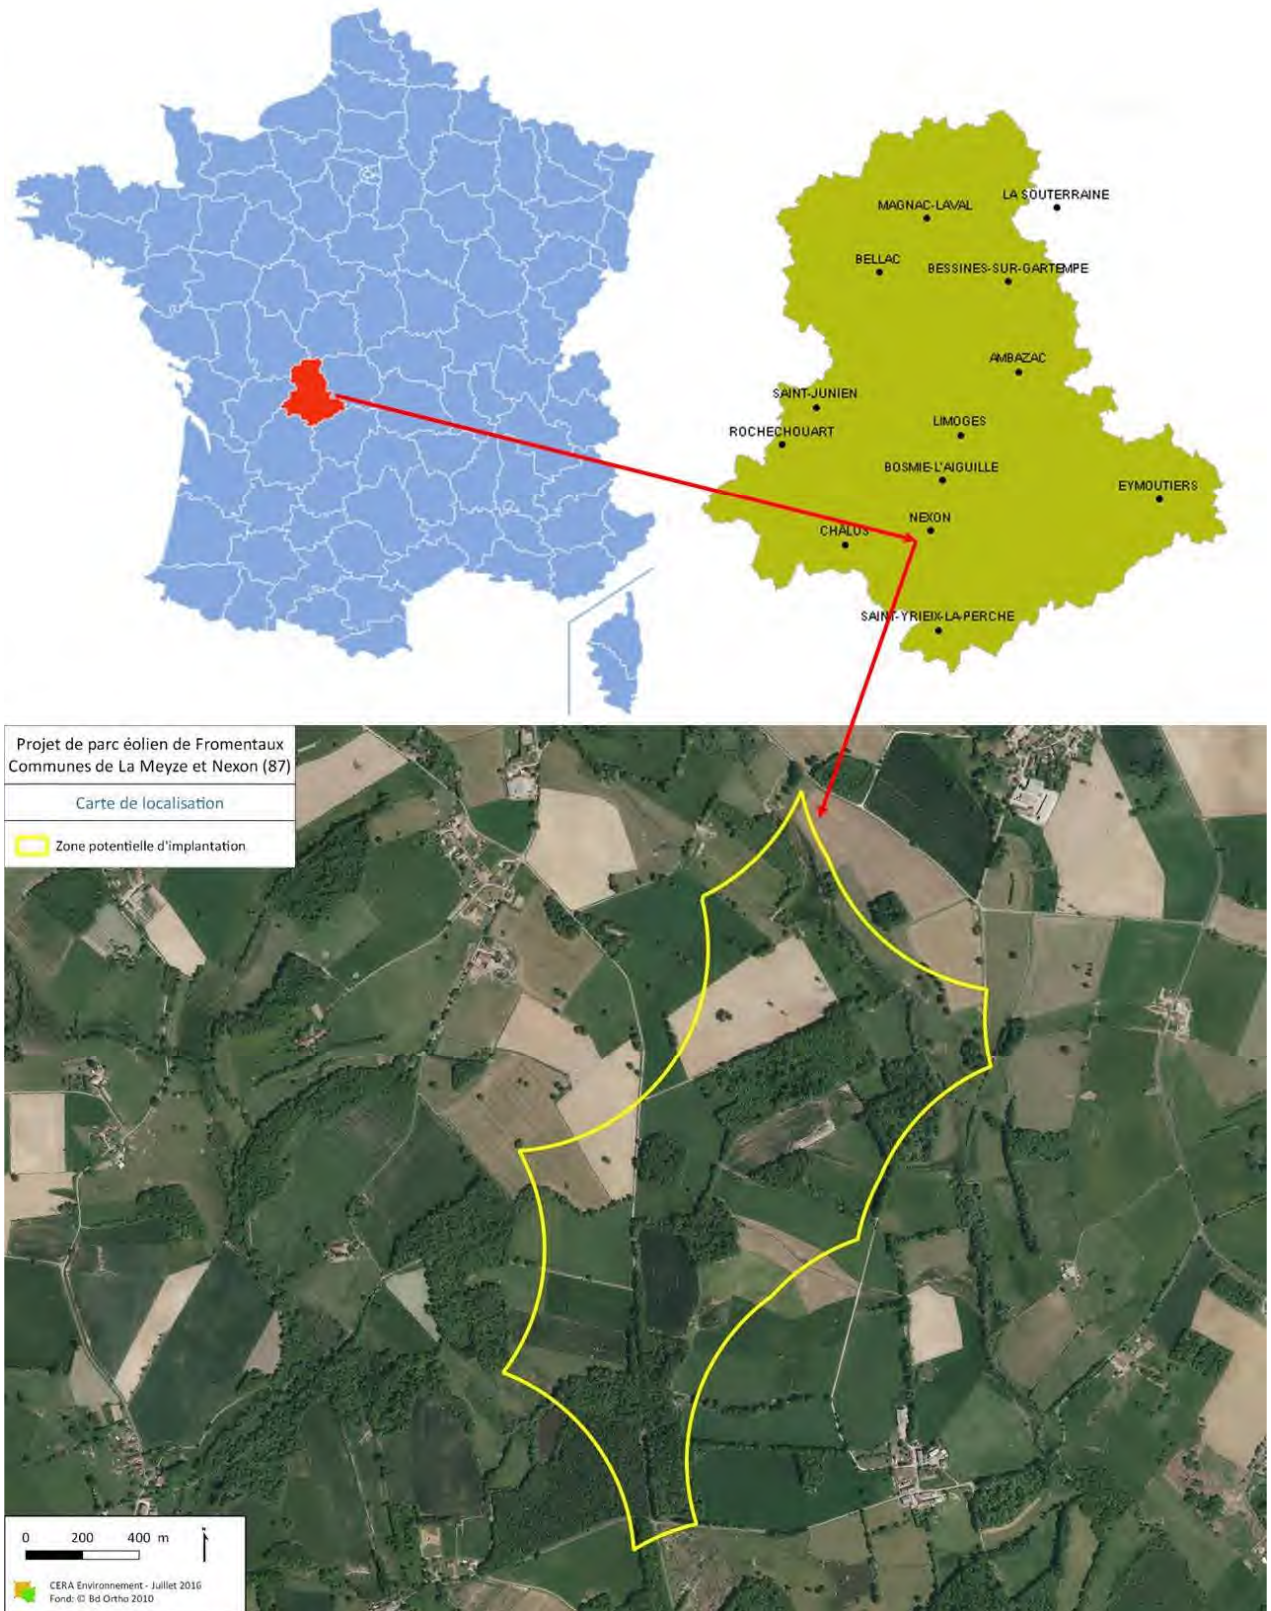 LA SOUTERRAINE
MAGNAC-LAVAL
BELLAC
BESSINES-SUR-GARTEMPE
AMBAZAC
SAINT-JUNIEN
ROCHECHOUART
LIMOGES
BOSMIE-L'AIGUILLE
EYMOUTIERS
NEXON
CHALUS
SAINT-YRIEIX-LA-PERCHE
Projet de parc éolien de Fromentaux
Communes de La Meyze et Nexon (87)
Carte de localisation
Zone potentielle d'implantation
0 200 400 m
CERA Environnement - Juillet 2016
Fond: © Bd Ortho 2010